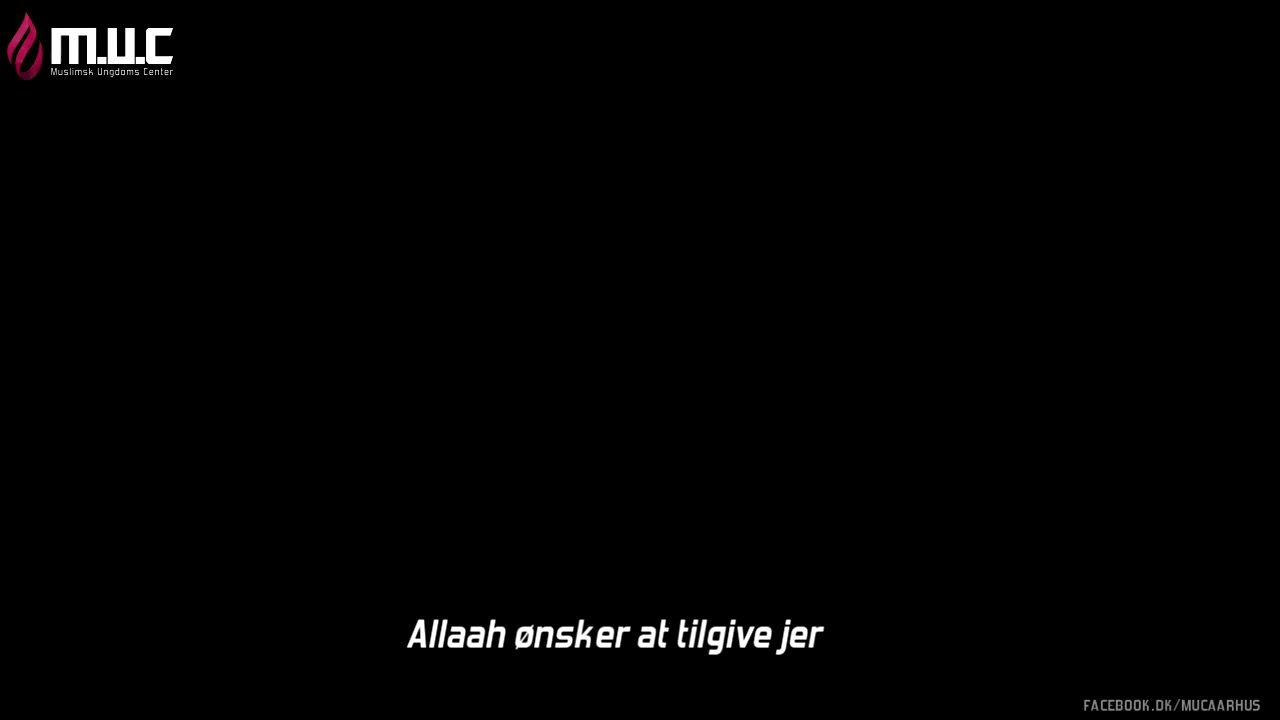 M.U.C
Muslimsk Ungdoms Center
Allaah ønsker at tilgive jer
FACEBOOK.DK/MUCAARHUS